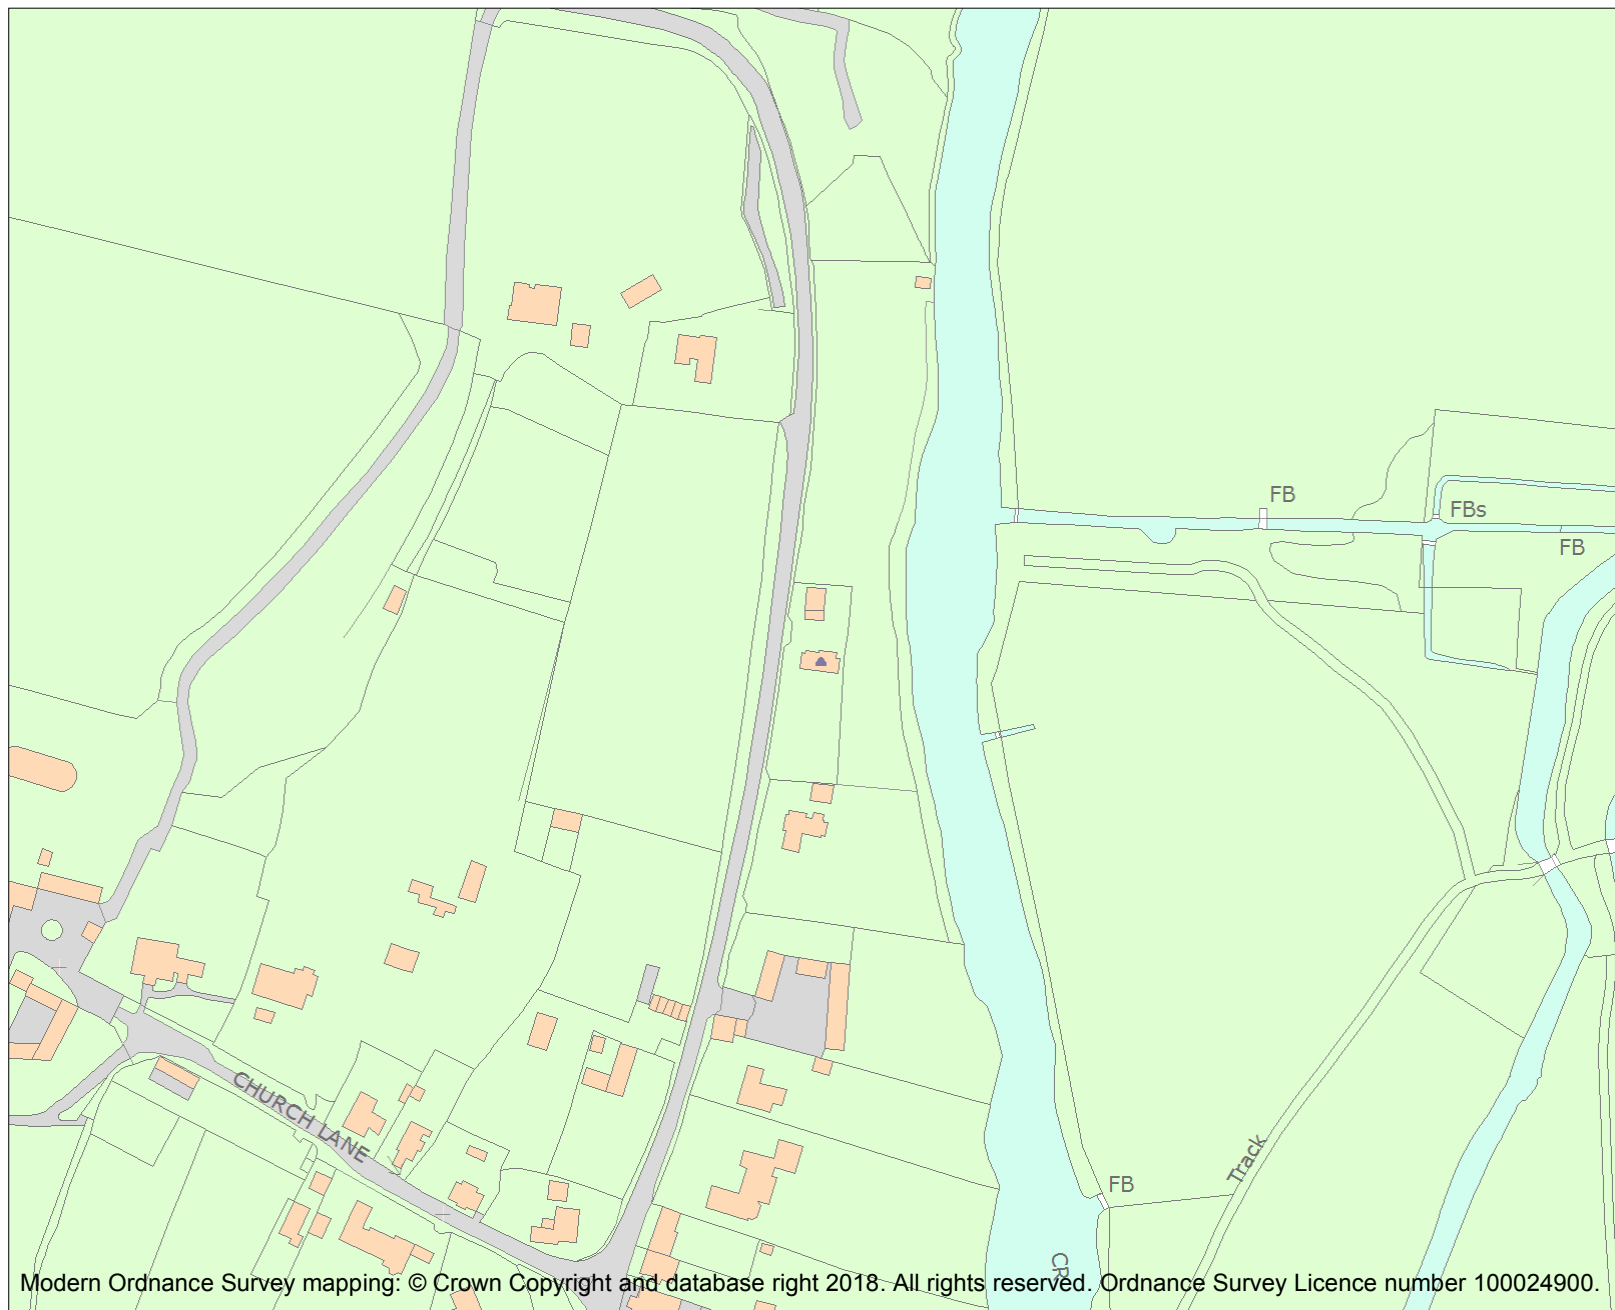 FB
FBs
FB
CHURCH LANE
Track
FB
CR
Modern Ordnance Survey mapping: © Crown Copyright and database right 2018. All rights reserved. Ordnance Survey Licence number 100024900.